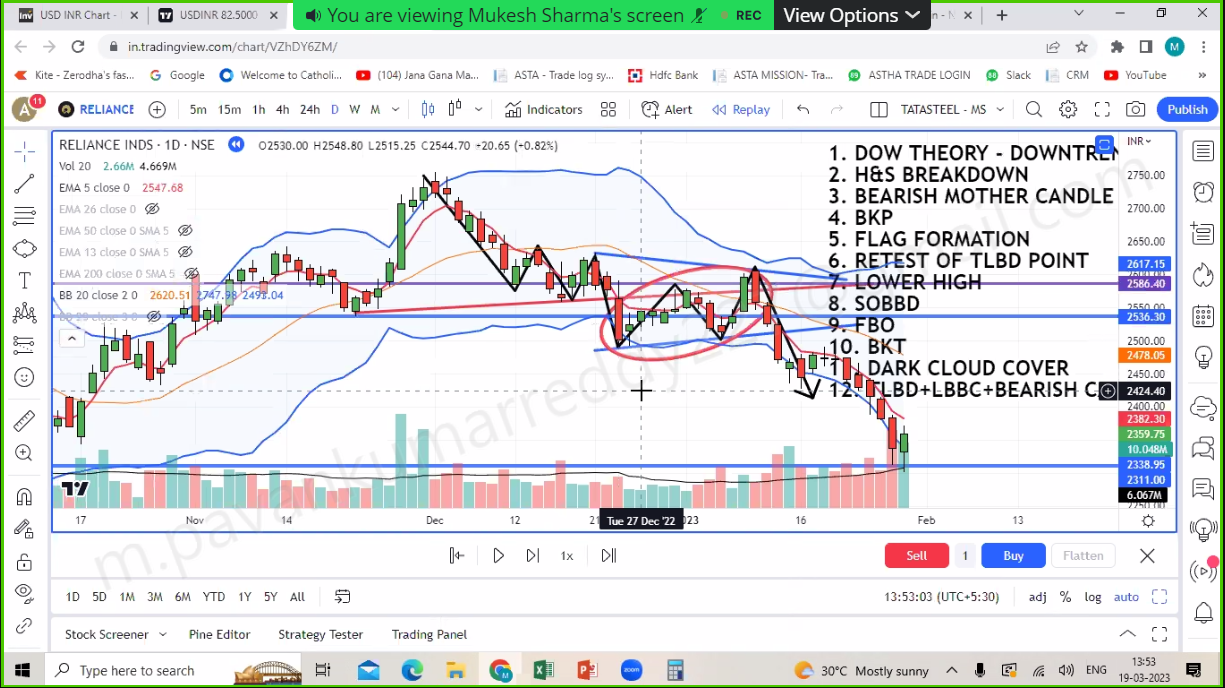 USD INR Chart -
USDINR 82.5000
You are viewing Mukesh Sharma's screen
REC
View Options
in.tradingview.com/chart/VZhDY6ZM/
M
Kite - Zerodha's fas...
Google
Welcome to Catholi...
(104) Jana Gana Ma...
ASTA - Trade log sy...
Hdfc Bank
ASTA MISSION- Tra...
ASTHA TRADE LOGIN
Slack
CRM
YouTube
A
11
RELIANCE
5m
15m
1h
4h
24h
D
W
M
Indicators
Alert
Replay
TATASTEEL - MS
Publish
RELIANCE INDS · 1D · NSE
O2530.00 H2548.80 L2515.25 C2544.70 +20.65 (+0.82%)
INR
Vol 20 2.66M 4.669M
EMA 5 close 0 2547.68
EMA 26 close 0
EMA 50 close 0 SMA 5
EMA 13 close 0 SMA 5
EMA 200 close 0 SMA 5
BB 20 close 2 0 2620.51 2747.98 2493.04
1. DOW THEORY - DOWNTREN
2. H&S BREAKDOWN
3. BEARISH MOTHER CANDLE
4. BKP
5. FLAG FORMATION
6. RETEST OF TLBD POINT
7. LOWER HIGH
8. SOBBD
9. FBO
10. BKT
11. DARK CLOUD COVER
12. TLBD+LBBC+BEARISH C
2750.00
2700.00
2650.00
2617.15
2586.40
2550.00
2536.30
2500.00
2478.05
2450.00
2424.40
2400.00
2382.30
2359.75
10.048M
2338.95
2311.00
6.067M
17
Nov
14
Dec
12
Tue 27 Dec '22
16
Feb
13
1x
Sell
1
Buy
Flatten
1D
5D
1M
3M
6M
YTD
1Y
5Y
All
13:53:03 (UTC+5:30)
adj
%
log
auto
Stock Screener
Pine Editor
Strategy Tester
Trading Panel
Type here to search
30°C Mostly sunny
ENG
13:53
19-03-2023